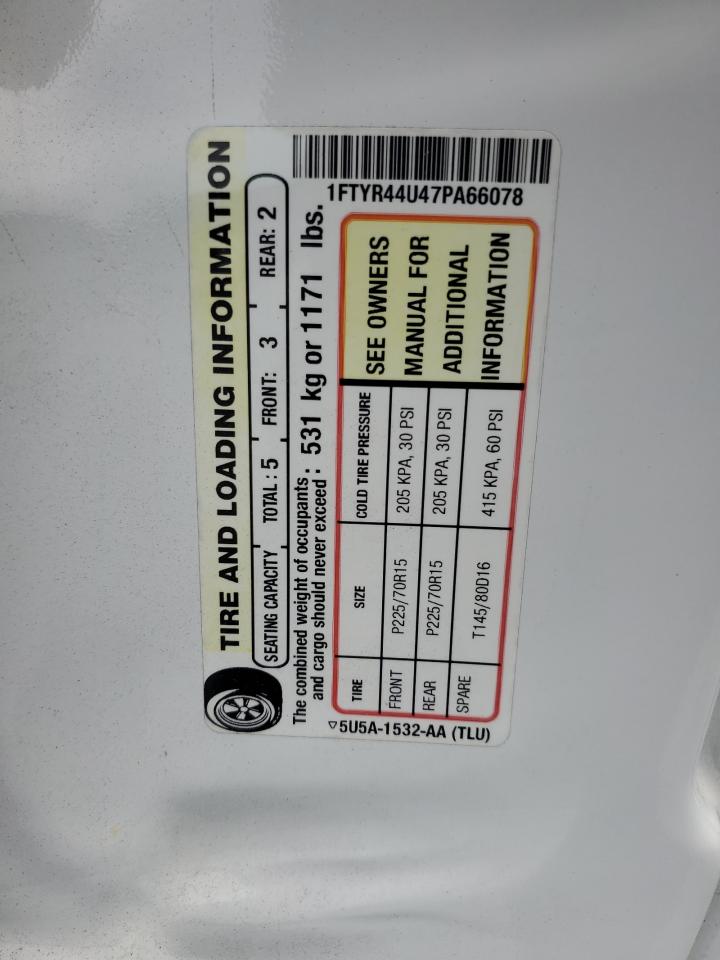 TIRE AND LOADING INFORMATION
SEATING CAPACITY TOTAL: 5 FRONT: 3 REAR: 2
The combined weight of occupants
and cargo should never exceed: 531 kg or 1171 lbs.
1FTYR44U47PA66078
TIRE SIZE COLD TIRE PRESSURE
FRONT P225/70R15 205 KPA, 30 PSI
REAR P225/70R15 205 KPA, 30 PSI
SPARE T145/80D16 415 KPA, 60 PSI
SEE OWNERS
MANUAL FOR
ADDITIONAL
INFORMATION
▽5U5A-1532-AA (TLU)